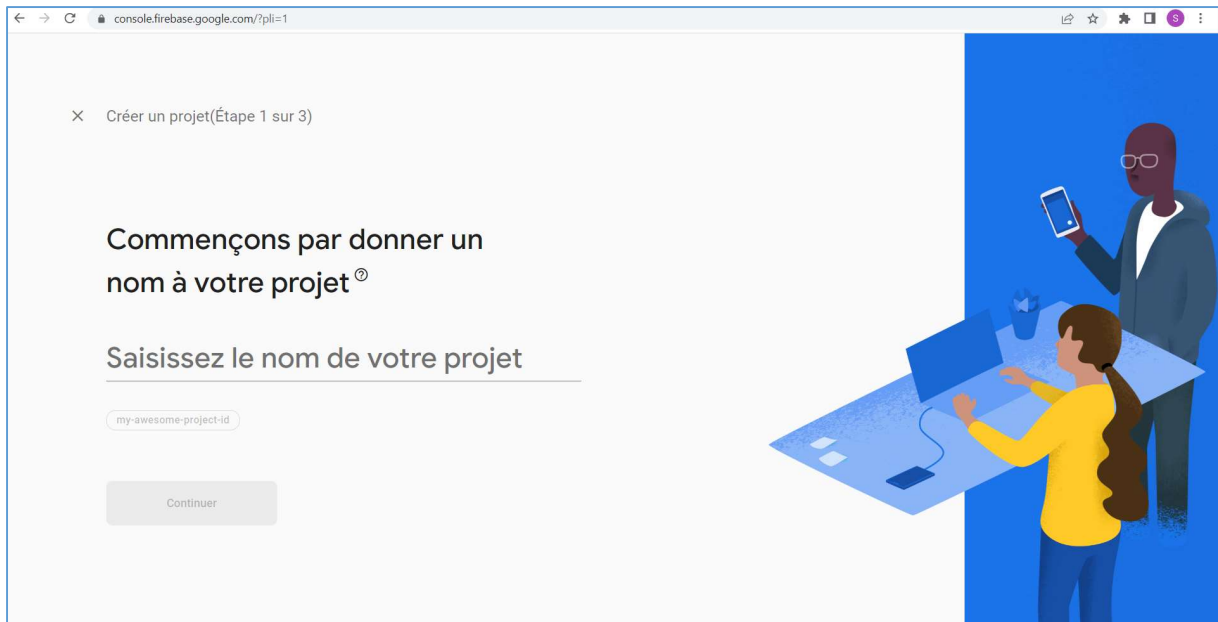 console.firebase.google.com/?pli=1
S
Créer un projet(Étape 1 sur 3)
Commençons par donner un
nom à votre projet ?
Saisissez le nom de votre projet
my-awesome-project-id
Continuer